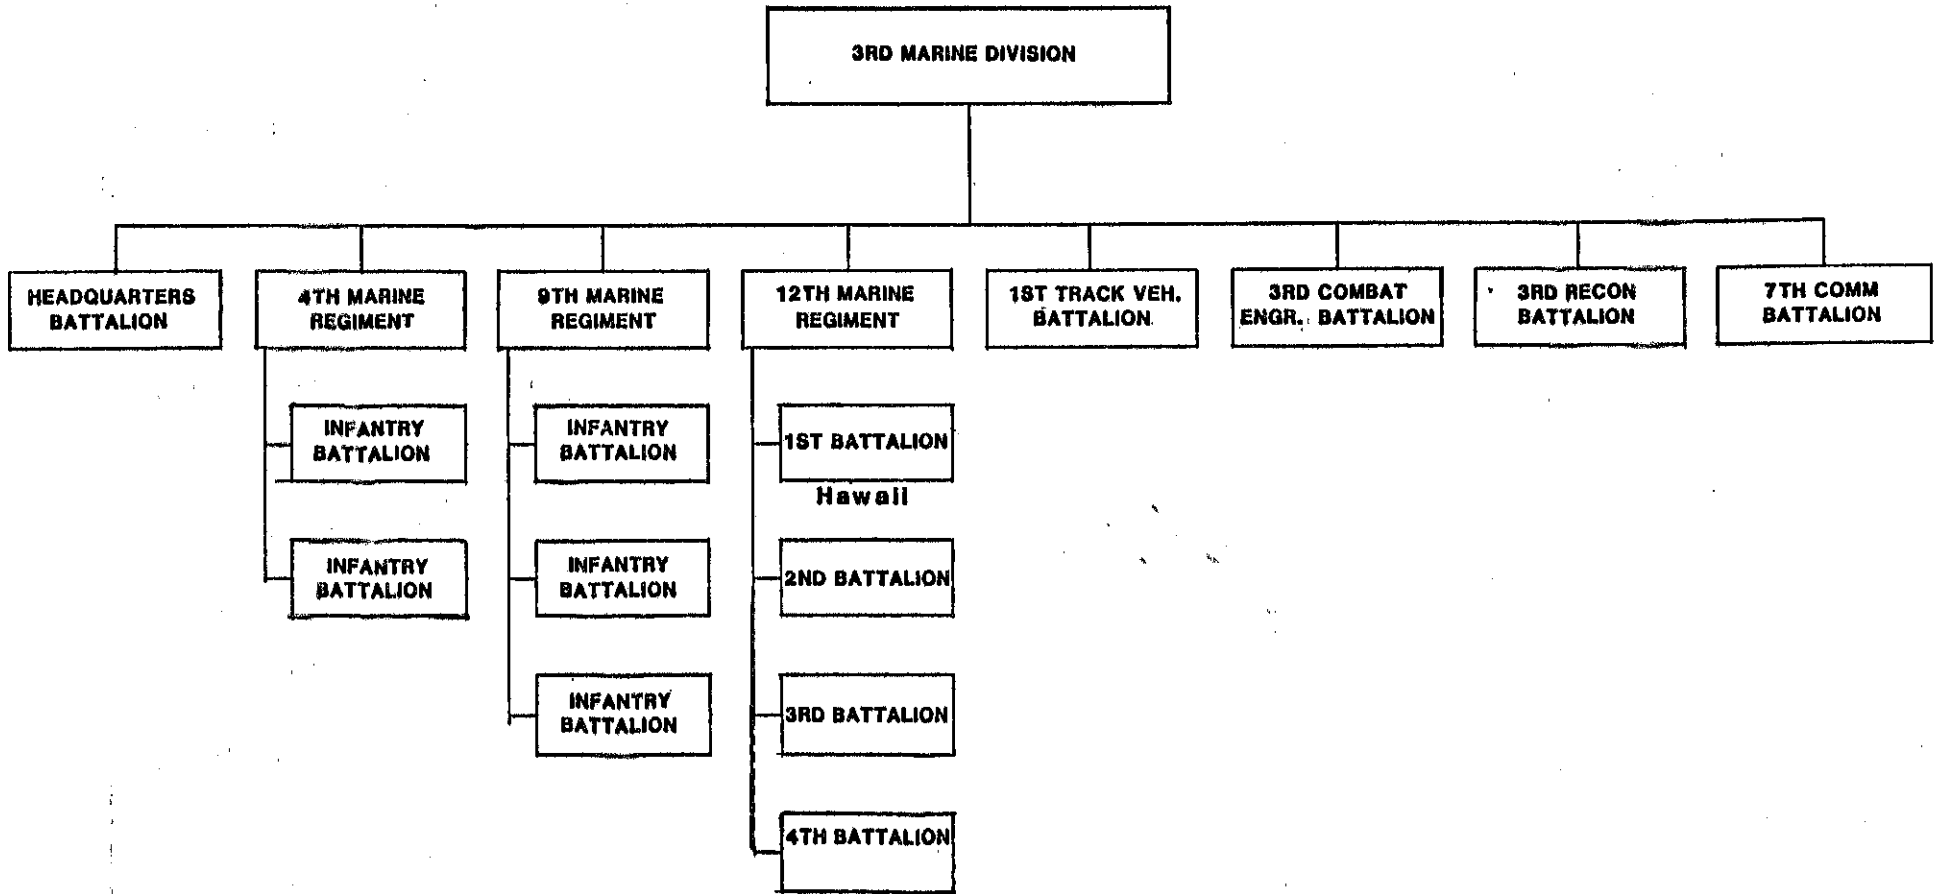 3RD MARINE DIVISION
HEADQUARTERS
BATTALION
4TH MARINE
REGIMENT
9TH MARINE
REGIMENT
12TH MARINE
REGIMENT
1ST TRACK VEH.
BATTALION
3RD COMBAT
ENGR. BATTALION
3RD RECON
BATTALION
7TH COMM
BATTALION
INFANTRY
BATTALION
INFANTRY
BATTALION
INFANTRY
BATTALION
INFANTRY
BATTALION
INFANTRY
BATTALION
1ST BATTALION
Hawaii
2ND BATTALION
3RD BATTALION
4TH BATTALION